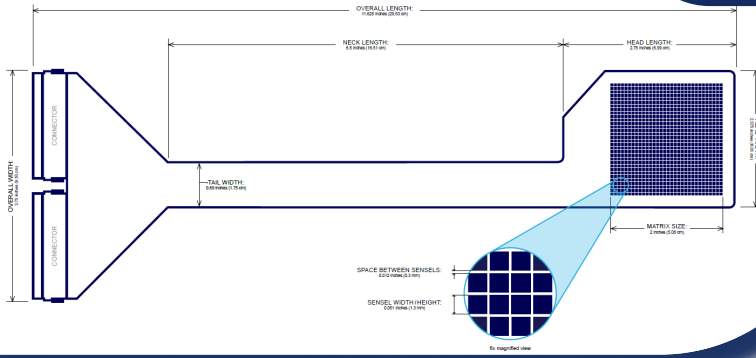 OVERALL LENGTH:
11.625 inches (29.53 cm)
NECK LENGTH:
6.5 inches (16.51 cm)
HEAD LENGTH:
2.75 inches (6.99 cm)
CONNECTOR
OVERALL WIDTH:
3.75 inches (9.53 cm)
TAIL WIDTH:
0.69 inches (1.75 cm)
CONNECTOR
MATRIX SIZE:
2 inches (5.08 cm)
SPACE BETWEEN SENSELS:
0.012 inches (0.3 mm)
SENSEL WIDTH/HEIGHT:
0.051 inches (1.3 mm)
8x magnified view